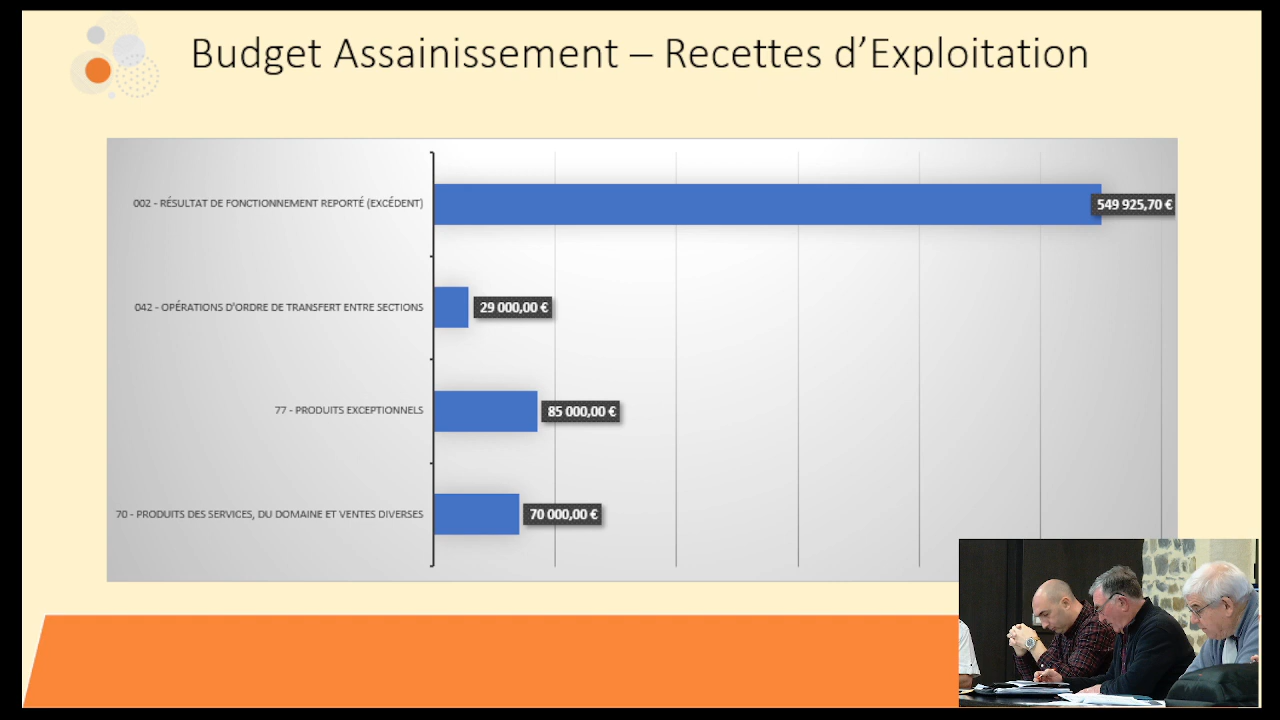 Budget Assainissement – Recettes d’Exploitation
002 - RÉSULTAT DE FONCTIONNEMENT REPORTÉ (EXCÉDENT)
549 925,70 €
042 - OPÉRATIONS D'ORDRE DE TRANSFERT ENTRE SECTIONS
29 000,00 €
77 - PRODUITS EXCEPTIONNELS
85 000,00 €
70 - PRODUITS DES SERVICES, DU DOMAINE ET VENTES DIVERSES
70 000,00 €